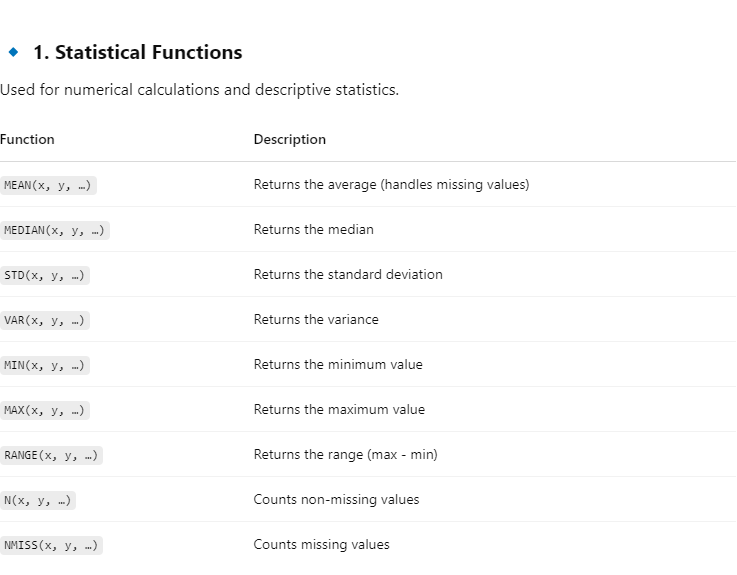 1. Statistical Functions
Used for numerical calculations and descriptive statistics.
Function Description
MEAN(x, y, …) Returns the average (handles missing values)
MEDIAN(x, y, …) Returns the median
STD(x, y, …) Returns the standard deviation
VAR(x, y, …) Returns the variance
MIN(x, y, …) Returns the minimum value
MAX(x, y, …) Returns the maximum value
RANGE(x, y, …) Returns the range (max - min)
N(x, y, …) Counts non-missing values
NMISS(x, y, …) Counts missing values